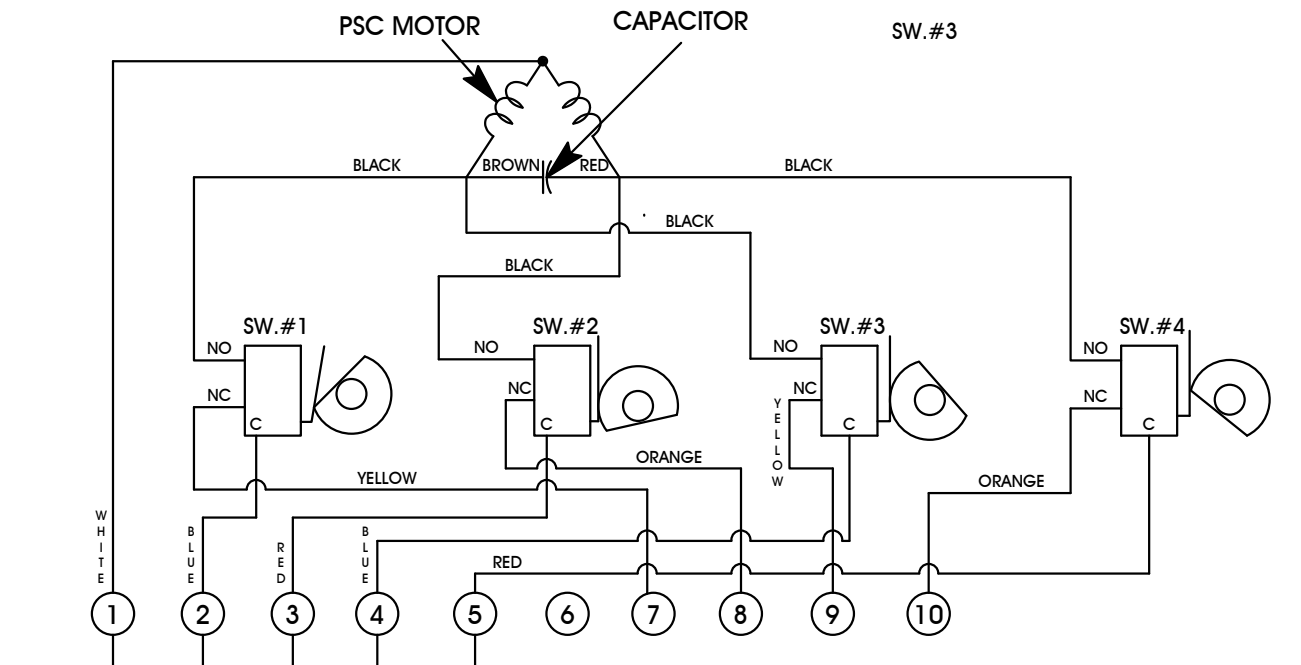 PSC MOTOR
CAPACITOR
SW.#3
BLACK
BROWN
RED
BLACK
BLACK
BLACK
SW.#1
SW.#2
SW.#3
SW.#4
NO
NO
NO
NO
NC
NC
NC
NC
C
C
C
C
YELLOW
ORANGE
YELLOW
ORANGE
WHITE
BLUE
RED
BLUE
RED
1
2
3
4
5
6
7
8
9
10